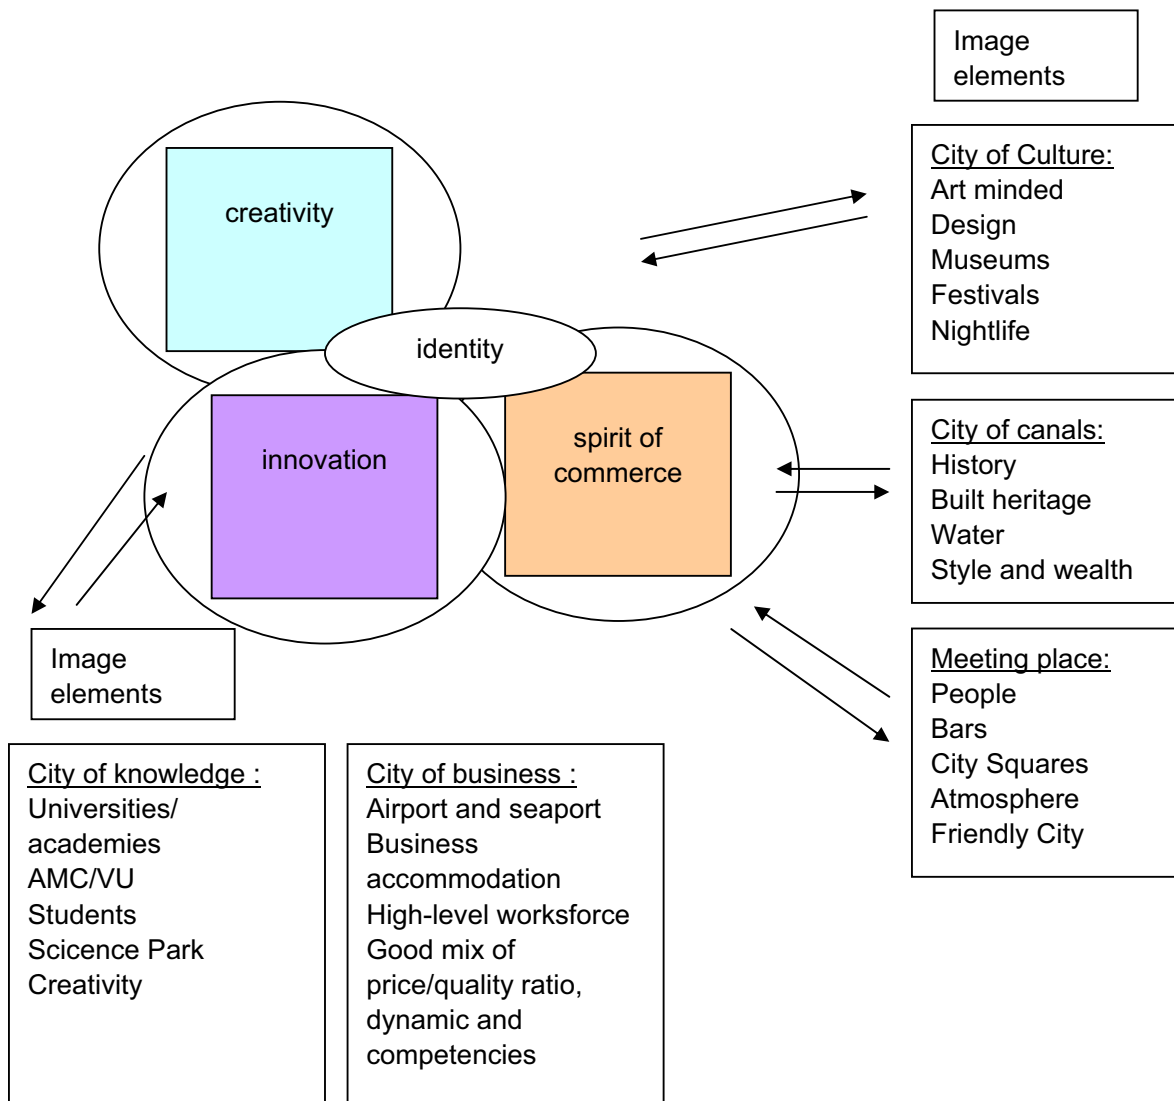 Image
elements
City of Culture:
Art minded
Design
Museums
Festivals
Nightlife
creativity
identity
innovation
spirit of
commerce
City of canals:
History
Built heritage
Water
Style and wealth
Image
elements
Meeting place:
People
Bars
City Squares
Atmosphere
Friendly City
City of knowledge :
Universities/
academies
AMC/VU
Students
Scicence Park
Creativity
City of business :
Airport and seaport
Business
accommodation
High-level worksforce
Good mix of
price/quality ratio,
dynamic and
competencies